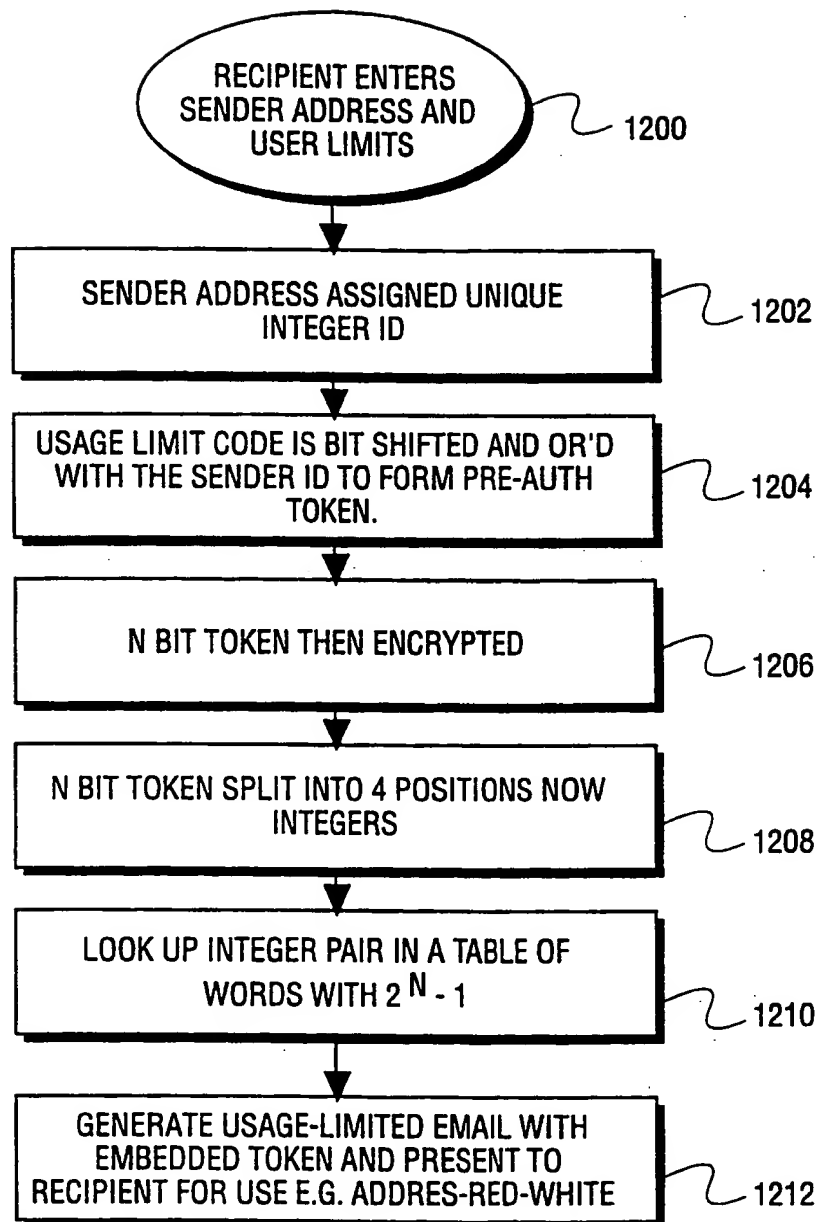 RECIPIENT ENTERS
SENDER ADDRESS AND
USER LIMITS
1200
SENDER ADDRESS ASSIGNED UNIQUE
INTEGER ID
1202
USAGE LIMIT CODE IS BIT SHIFTED AND OR'D
WITH THE SENDER ID TO FORM PRE-AUTH
TOKEN.
1204
N BIT TOKEN THEN ENCRYPTED
1206
N BIT TOKEN SPLIT INTO 4 POSITIONS NOW
INTEGERS
1208
LOOK UP INTEGER PAIR IN A TABLE OF
WORDS WITH 2^N - 1
1210
GENERATE USAGE-LIMITED EMAIL WITH
EMBEDDED TOKEN AND PRESENT TO
RECIPIENT FOR USE E.G. ADDRES-RED-WHITE
1212